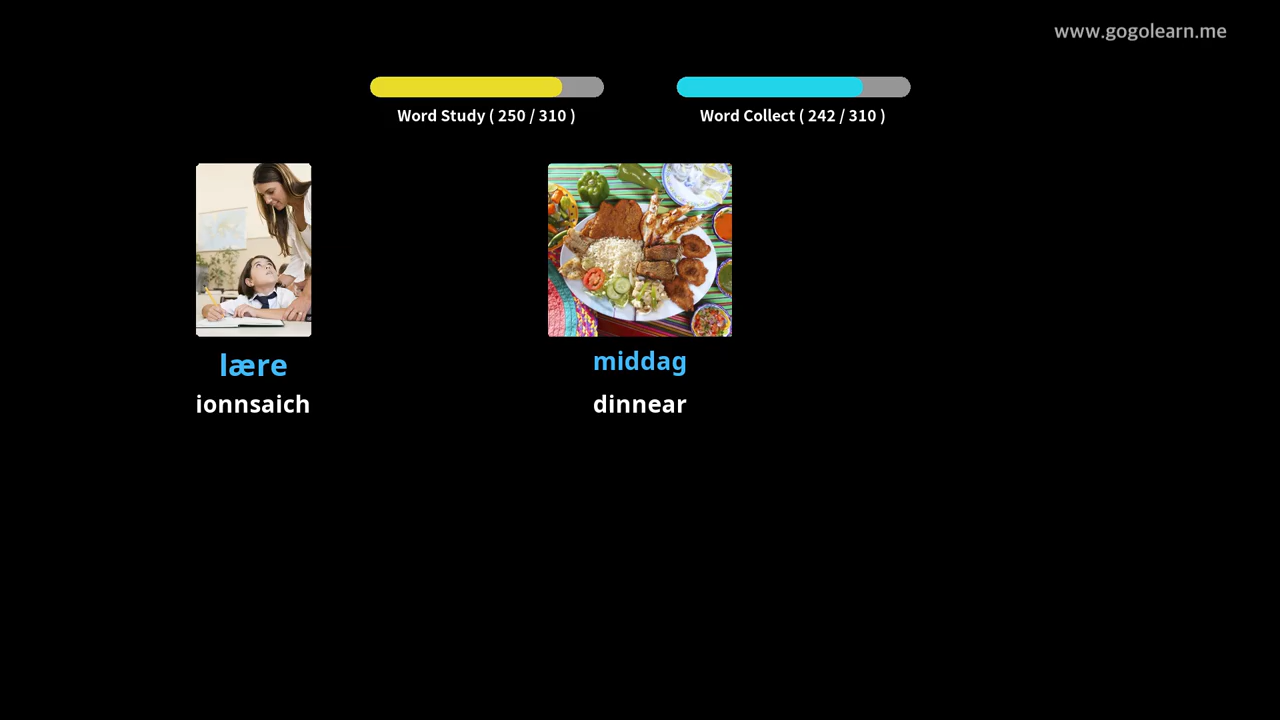 www.gogolearn.me
Word Study ( 250 / 310 )
Word Collect ( 242 / 310 )
lære
ionnsaich
middag
dinnear